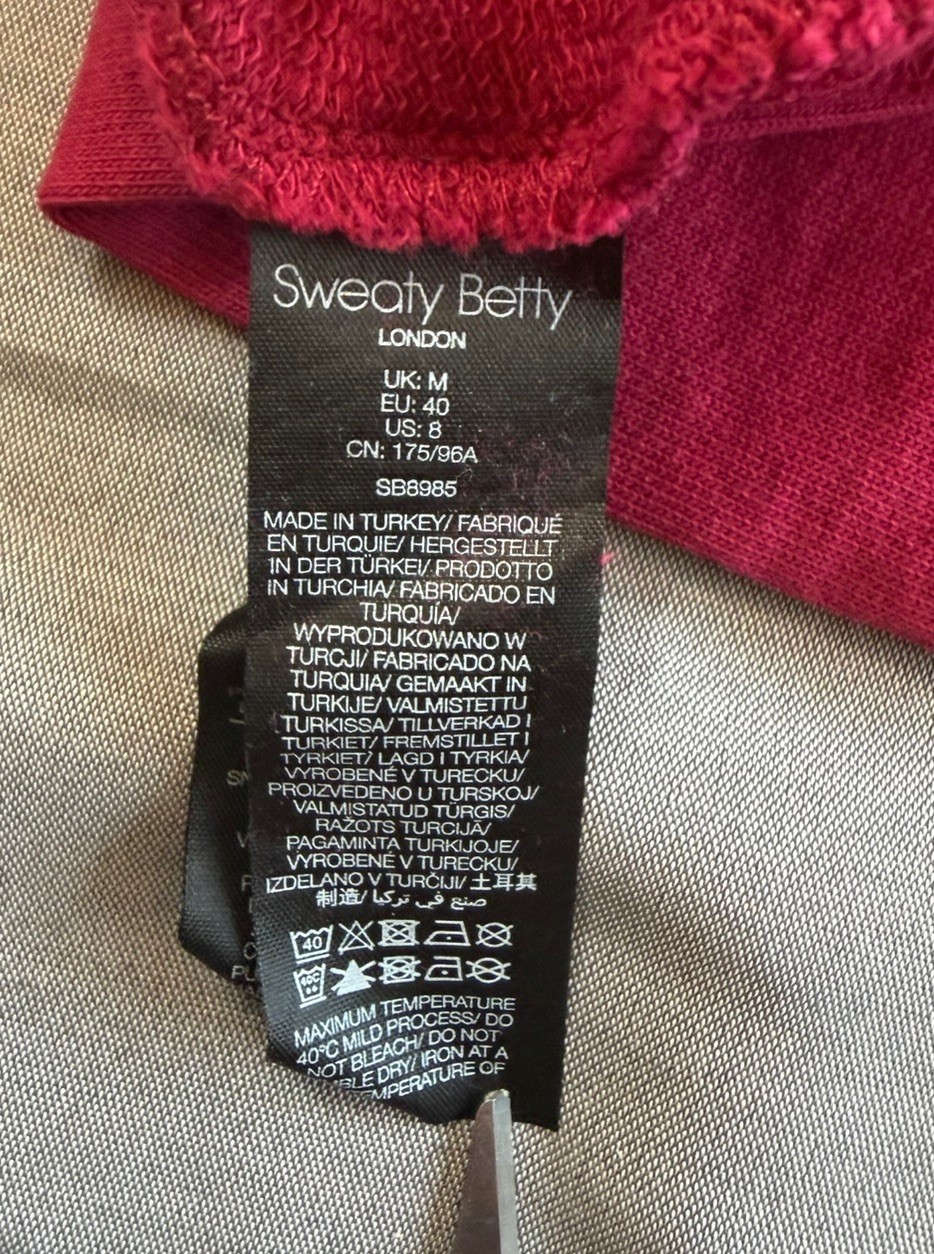 Sweaty Betty
LONDON
UK: M
EU: 40
US: 8
CN: 175/96A
SB8985
MADE IN TURKEY/ FABRIQUÉ
EN TURQUIE/ HERGESTELLT
IN DER TÜRKEI/ PRODOTTO
IN TURCHIA/ FABRICADO EN
TURQUÍA/
WYPRODUKOWANO W
TURCJI/ FABRICADO NA
TURQUIA/ GEMAAKT IN
TURKIJE/ VALMISTETTU
TURKISSA/ TILLVERKAD I
TURKIET/ FREMSTILLET I
TYRKIET/ LAGD I TYRKIA/
VYROBENÉ V TURECKU/
PROIZVEDENO U TURSKOJ/
VALMISTATUD TÜRGIS/
RAŽOTS TURCIJĀ/
PAGAMINTA TURKIJOJE/
VYROBENÉ V TURECKU/
IZDELANO V TURČIJI/ 土耳其
制造/ صنع في تركيا
40
40C
MAXIMUM TEMPERATURE
40°C MILD PROCESS/ DO
NOT BLEACH/ DO NOT
DRY/ IRON AT A
TEMPERATURE OF